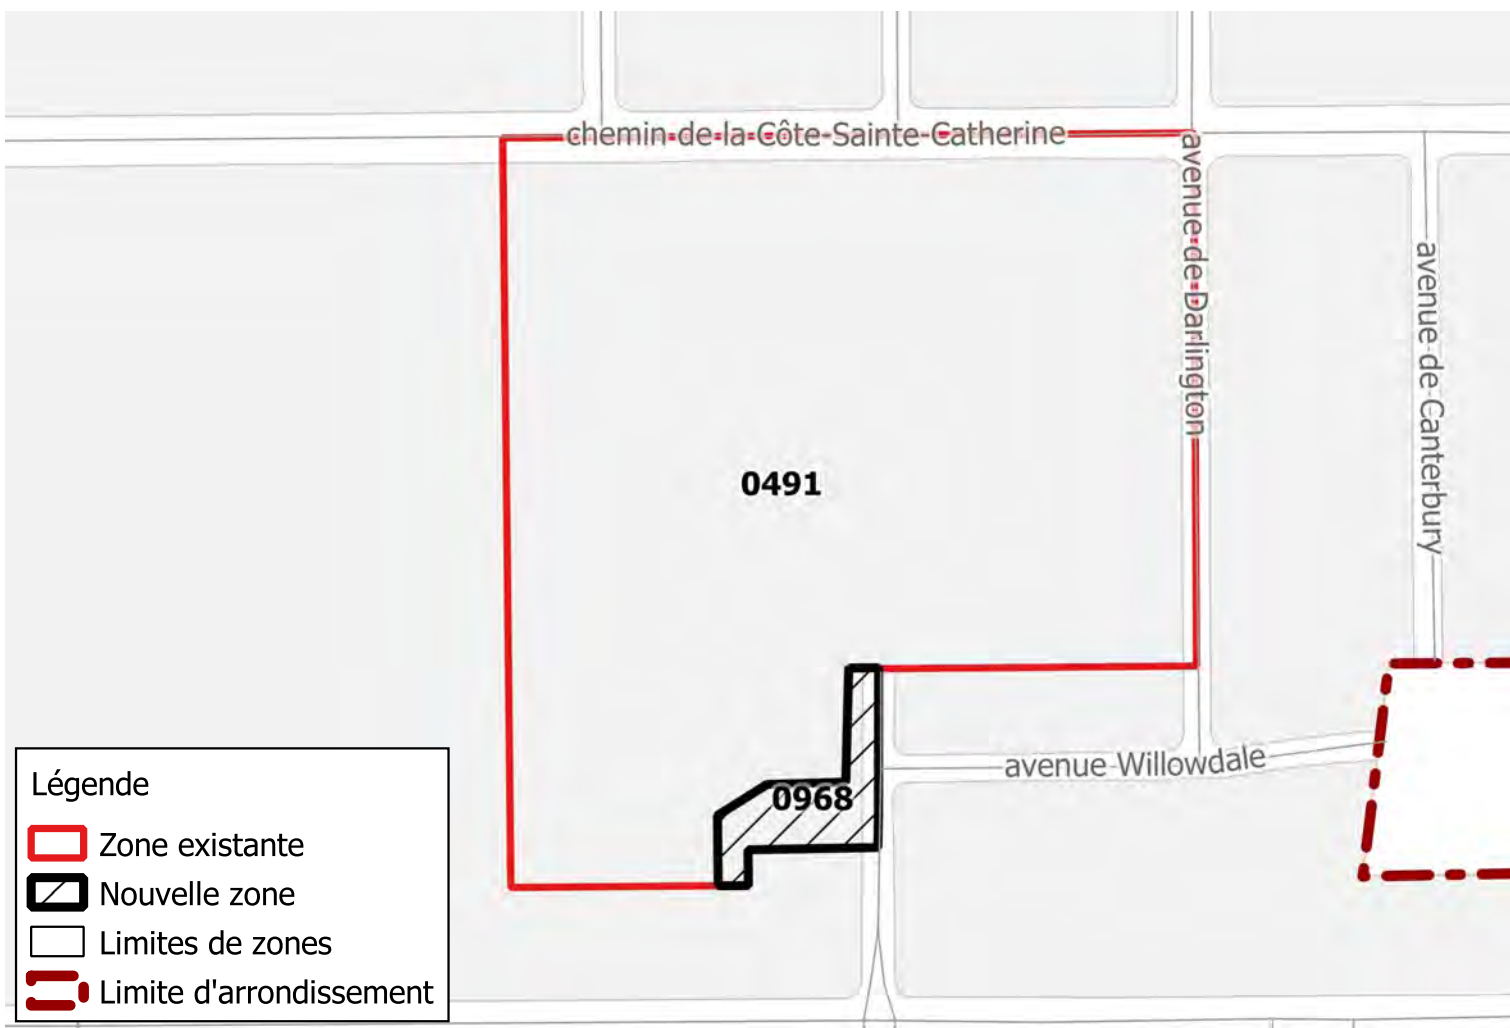 chemin de la Côte-Sainte-Catherine
avenue de Darlington
avenue de Canterbury
0491
avenue Willowdale
0968
Légende
Zone existante
Nouvelle zone
Limites de zones
Limite d'arrondissement